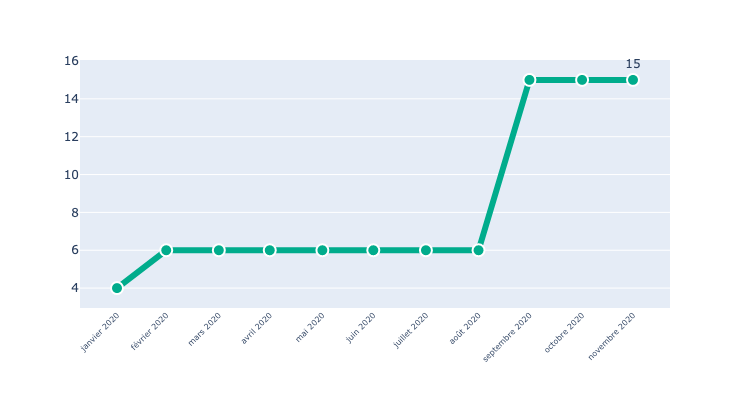 16
15
14
12
10
8
6
4
janvier 2020
février 2020
mars 2020
avril 2020
mai 2020
juin 2020
juillet 2020
août 2020
septembre 2020
octobre 2020
novembre 2020